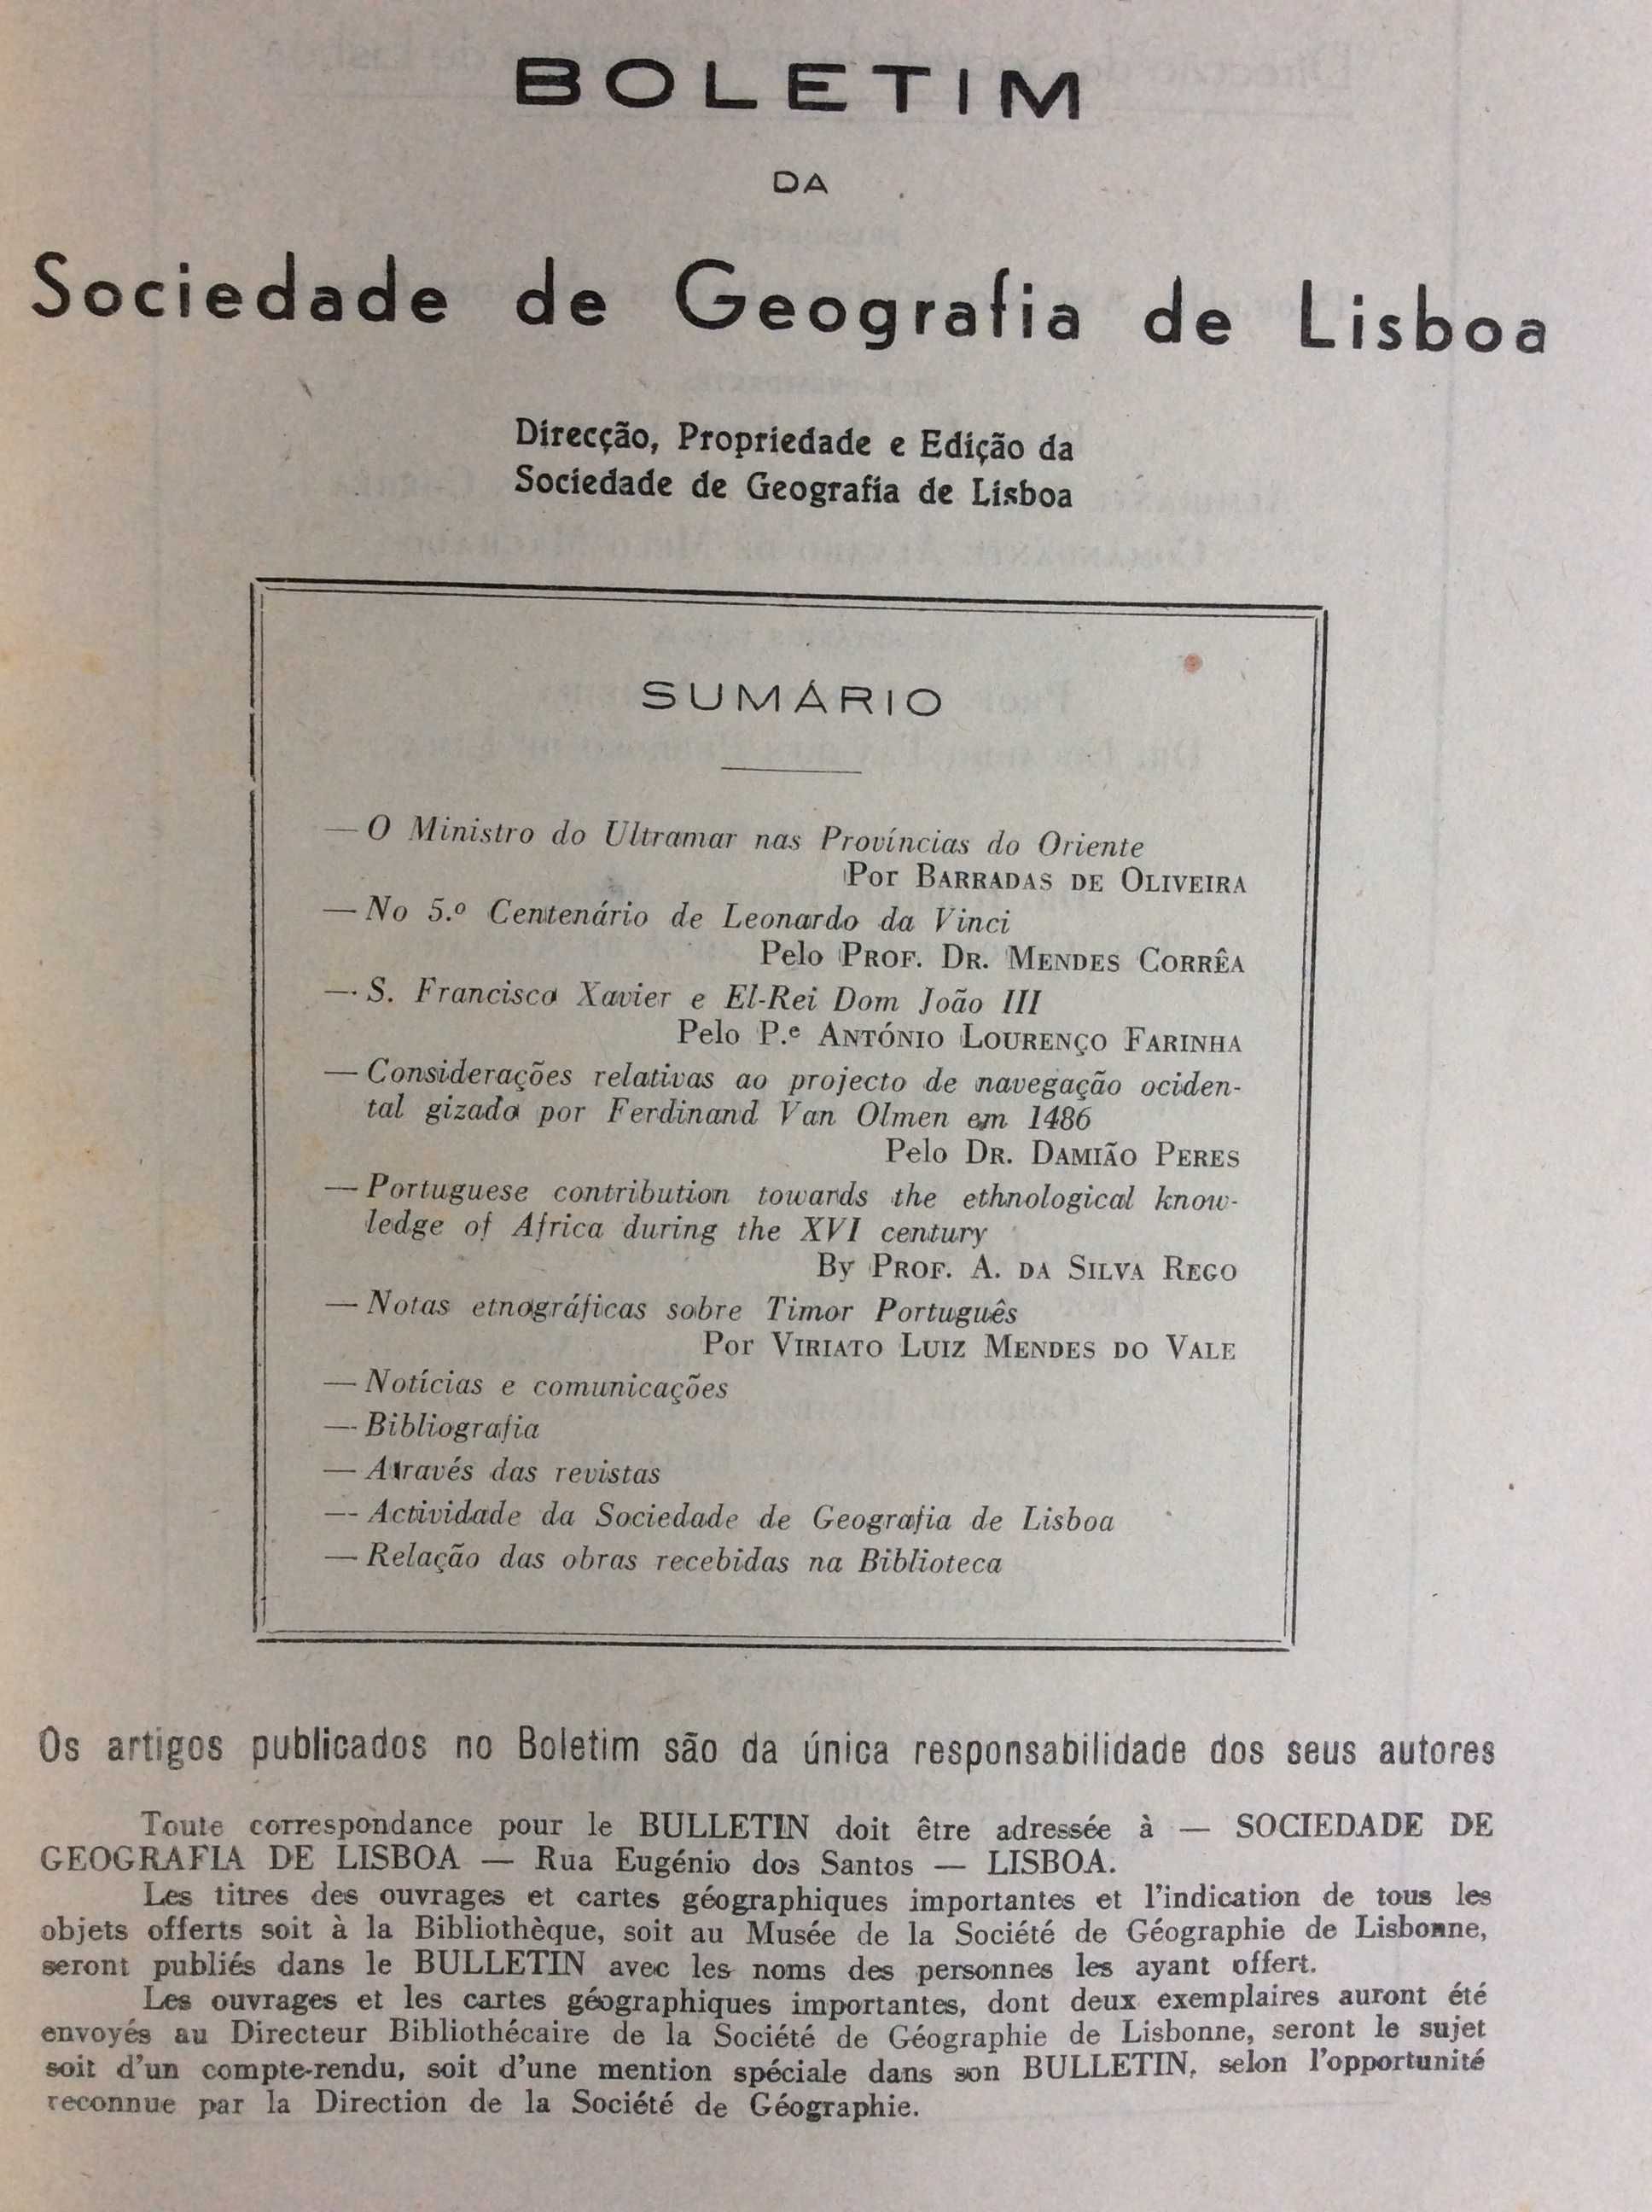 BOLETIM
DA
Sociedade de Geografia de Lisboa
Direcção, Propriedade e Edição da
Sociedade de Geografia de Lisboa
SUMÁRIO
— O Ministro do Ultramar nas Províncias do Oriente
Por BARRADAS DE OLIVEIRA
— No 5.º Centenário de Leonardo da Vinci
Pelo PROF. DR. MENDES CORRÊA
— S. Francisco Xavier e El-Rei Dom João III
Pelo P.e ANTÓNIO LOURENÇO FARINHA
— Considerações relativas ao projecto de navegação ociden-
tal gizado por Ferdinand Van Olmen em 1486
Pelo DR. DAMIÃO PERES
— Portuguese contribution towards the ethnological know-
ledge of Africa during the XVI century
By PROF. A. DA SILVA REGO
— Notas etnográficas sobre Timor Português
Por VIRIATO LUIZ MENDES DO VALE
— Notícias e comunicações
— Bibliografia
— Através das revistas
— Actividade da Sociedade de Geografia de Lisboa
— Relação das obras recebidas na Biblioteca
Os artigos publicados no Boletim são da única responsabilidade dos seus autores
Toute correspondance pour le BULLETIN doit être adressée à — SOCIEDADE DE
GEOGRAFIA DE LISBOA — Rua Eugénio dos Santos — LISBOA.
Les titres des ouvrages et cartes géographiques importantes et l'indication de tous les
objets offerts soit à la Bibliothèque, soit au Musée de la Société de Géographie de Lisbonne,
seront publiés dans le BULLETIN avec les noms des personnes les ayant offert.
Les ouvrages et les cartes géographiques importantes, dont deux exemplaires auront été
envoyés au Directeur Bibliothécaire de la Société de Géographie de Lisbonne, seront le sujet
soit d'un compte-rendu, soit d'une mention spéciale dans son BULLETIN, selon l'opportunité
reconnue par la Direction de la Société de Géographie.